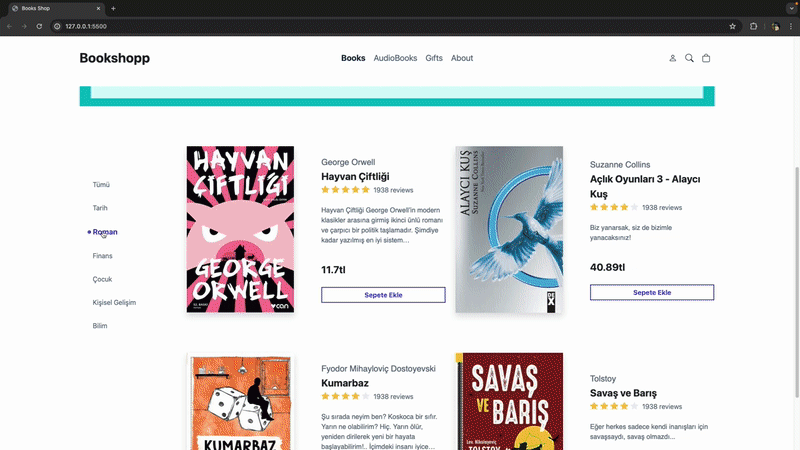 Books Shop
127.0.0.1:5500
Bookshopp
Books AudioBooks Gifts About
Tümü
Tarih
Roman
Finans
Çocuk
Kişisel Gelişim
Bilim
HAYVAN
ÇİFTLİĞİ
GEORGE
ORWELL
can
George Orwell
Hayvan Çiftliği
1938 reviews
Hayvan Çiftliği George Orwell'in modern
klasikler arasına girmiş ikinci ünlü romanı
ve çarpıcı bir politik taşlamadır. Şimdiye
kadar yazılmış en iyi sistem...
11.7tl
Sepete Ekle
ALAYCI KUŞ
SUZANNE COLLINS
DEX
Suzanne Collins
Açlık Oyunları 3 - Alaycı
Kuş
1938 reviews
Biz yanarsak, siz de bizimle
yanacaksınız!
40.89tl
Sepete Ekle
KUMARBAZ
Fyodor Mihayloviç Dostoyevski
Kumarbaz
1938 reviews
Şu sırada neyim ben? Koskoca bir sıfır.
Yarın ne olabilirim? Hiç. Yarın ölür,
yeniden dirilerek yeni bir hayata
başlayabilirim!.. İçimdeki insanı iyice...
SAVAŞ
VE
BARIŞ
Lev Nikolayeviç
TOLSTOY
Tolstoy
Savaş ve Barış
1938 reviews
Eğer herkes sadece kendi inanışları için
savaşsaydı, savaş olmazdı...